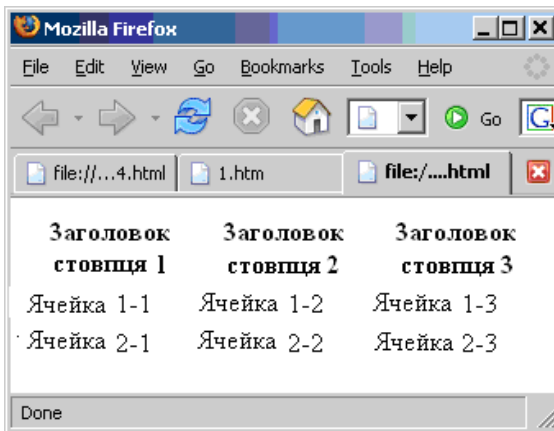 Mozilla Firefox
File Edit View Go Bookmarks Tools Help
Go G
file://...4.html 1.htm file:/....html
Заголовок Заголовок Заголовок
стовпця 1 стовпця 2 стовпця 3
Ячейка 1-1 Ячейка 1-2 Ячейка 1-3
Ячейка 2-1 Ячейка 2-2 Ячейка 2-3
Done